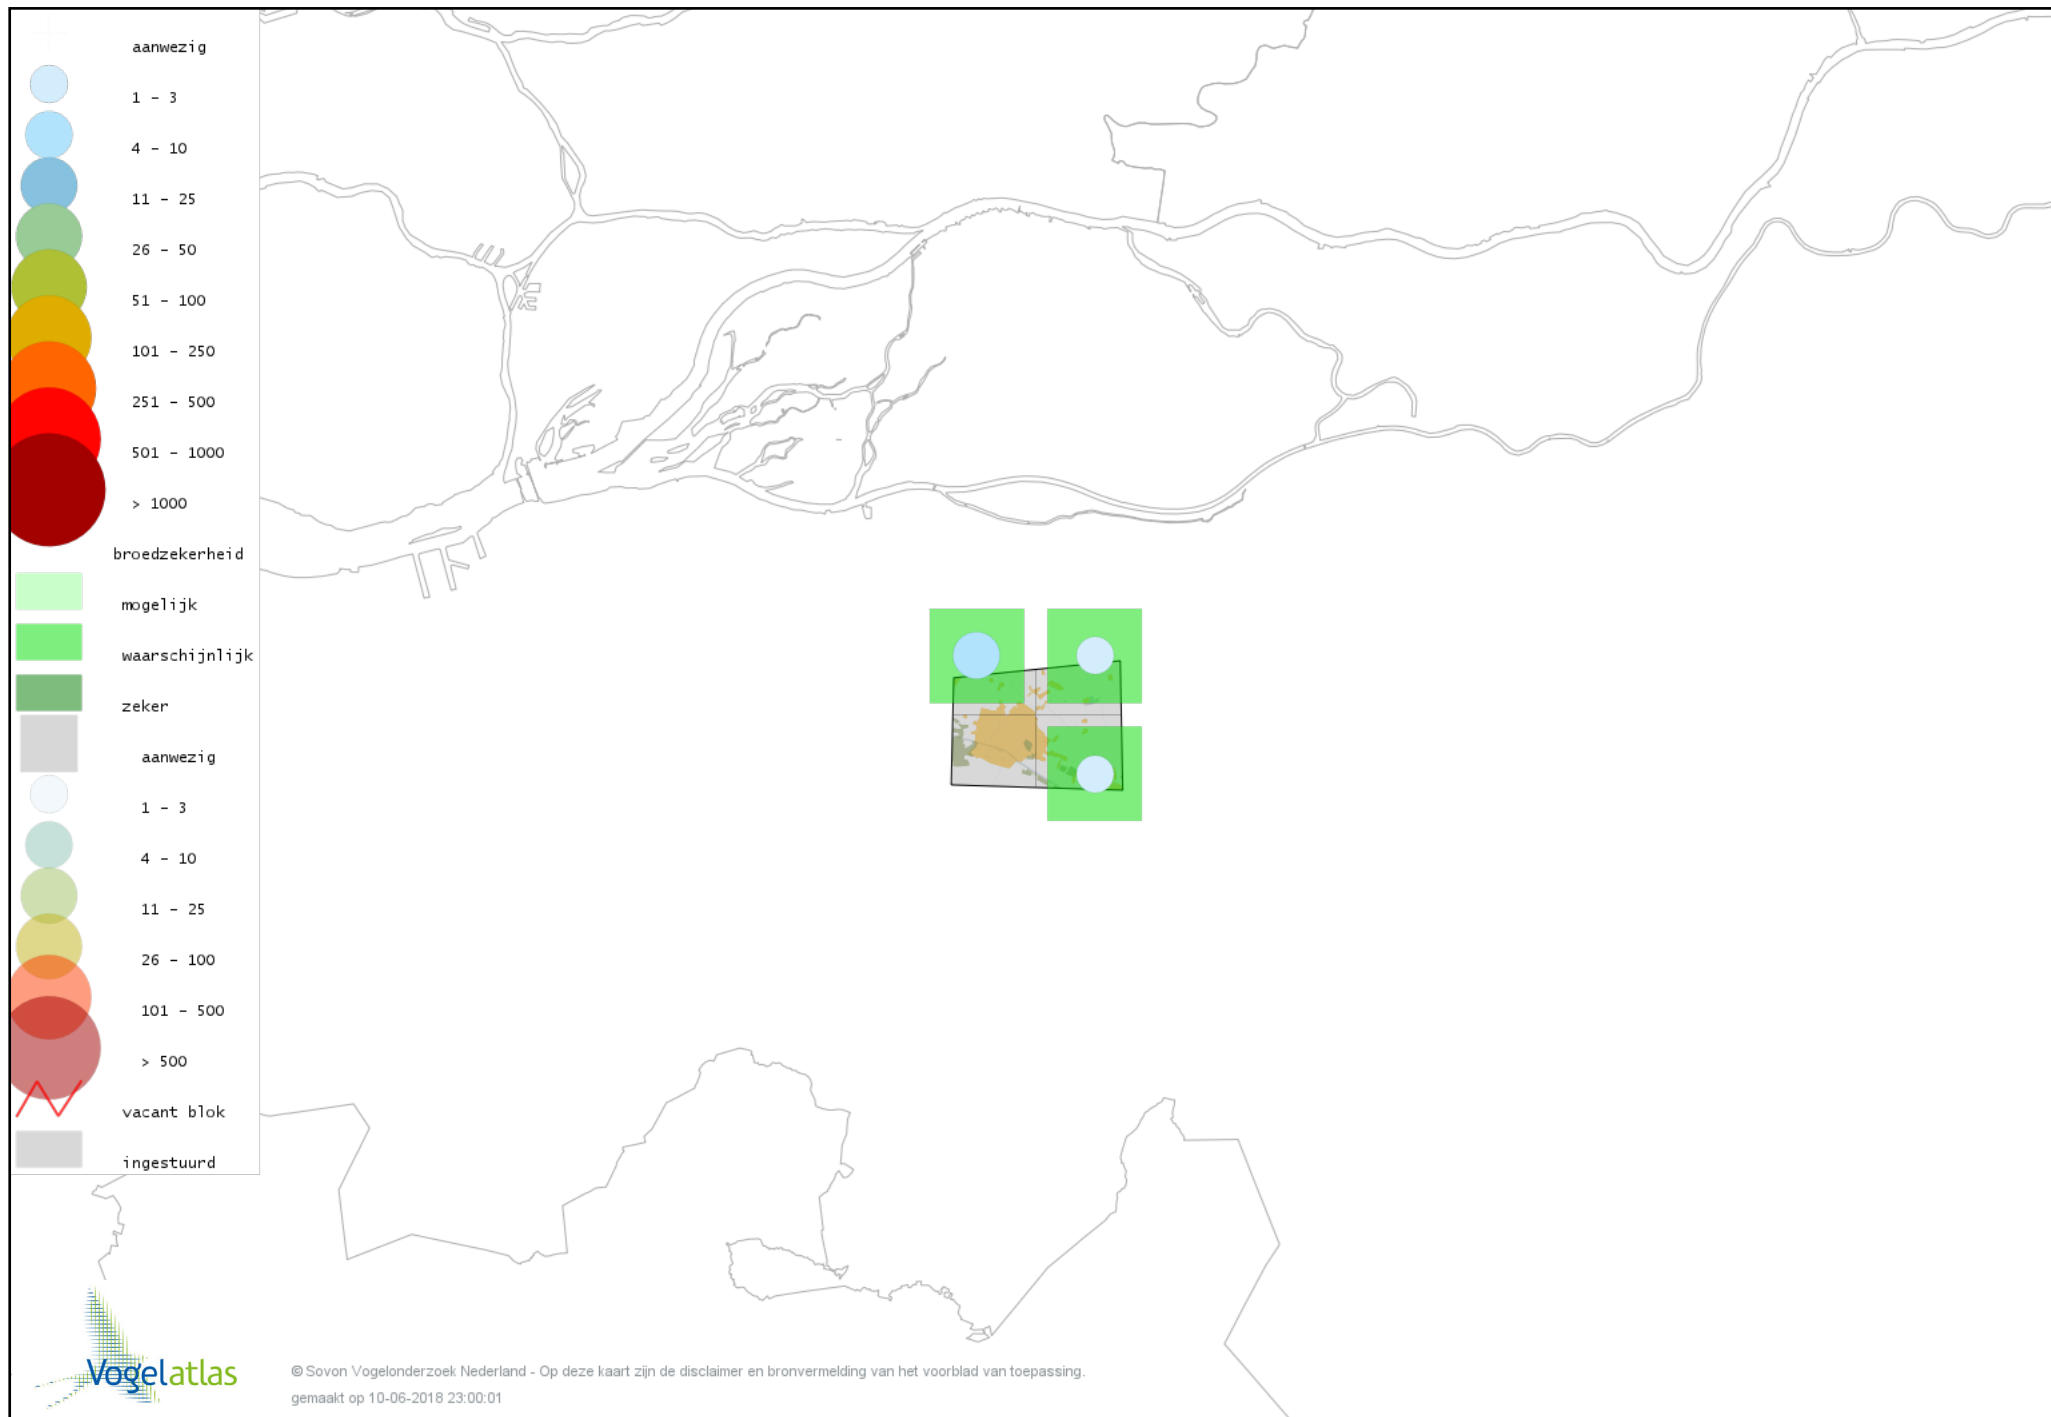 aanwezig
1 - 3
4 - 10
11 - 25
26 - 50
51 - 100
101 - 250
251 - 500
501 - 1000
> 1000
broedzekerheid
mogelijk
waarschijnlijk
zeker
aanwezig
1 - 3
4 - 10
11 - 25
26 - 100
101 - 500
> 500
vacant blok
ingestuurd
Vogelatlas
© Sovon Vogelonderzoek Nederland - Op deze kaart zijn de disclaimer en bronvermelding van het voorblad van toepassing.
gemaakt op 10-06-2018 23:00:01